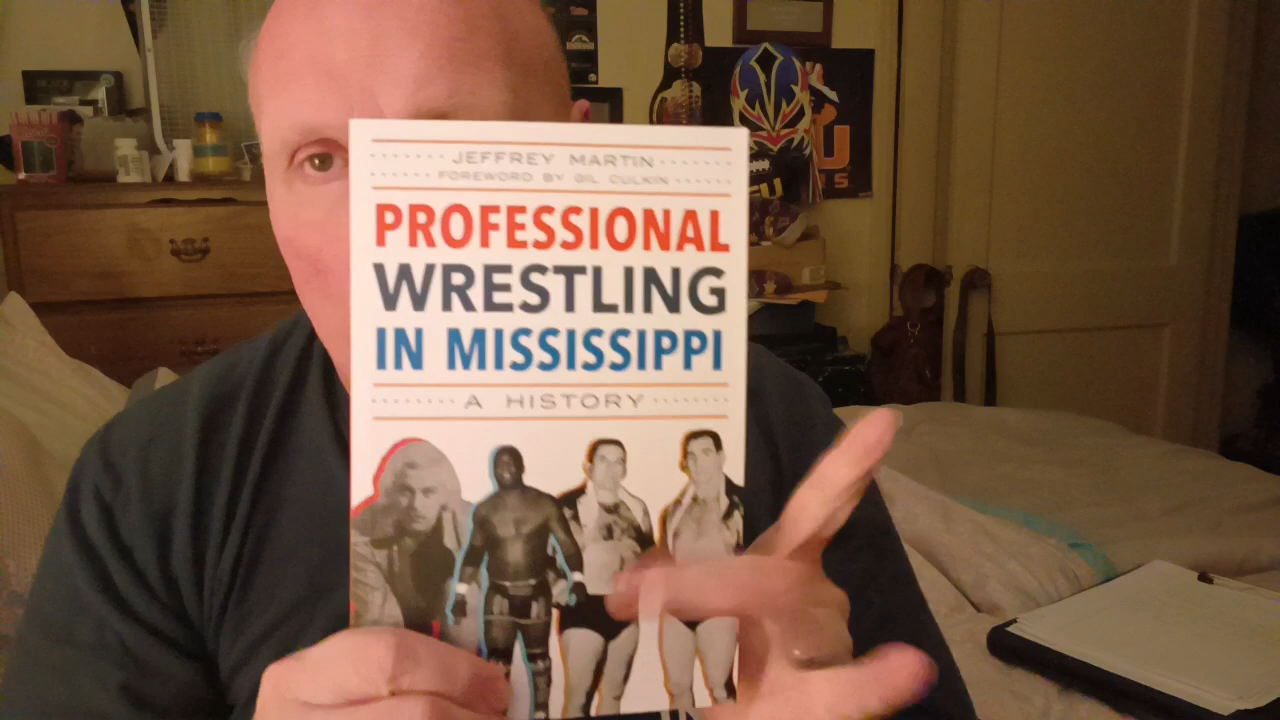 JEFFREY MARTIN
FOREWORD BY GIL CULKIN
PROFESSIONAL
WRESTLING
IN MISSISSIPPI
A HISTORY